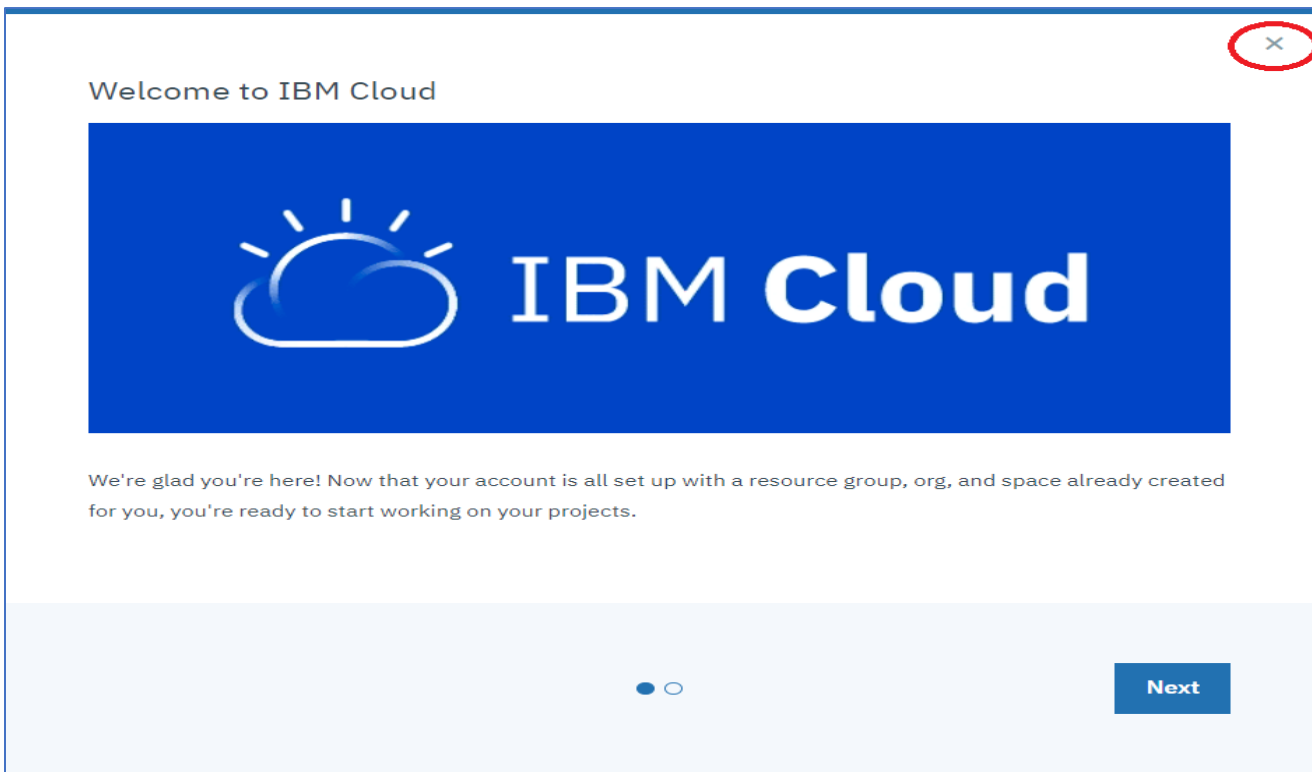 Welcome to IBM Cloud
IBM Cloud
We're glad you're here! Now that your account is all set up with a resource group, org, and space already created
for you, you're ready to start working on your projects.
Next